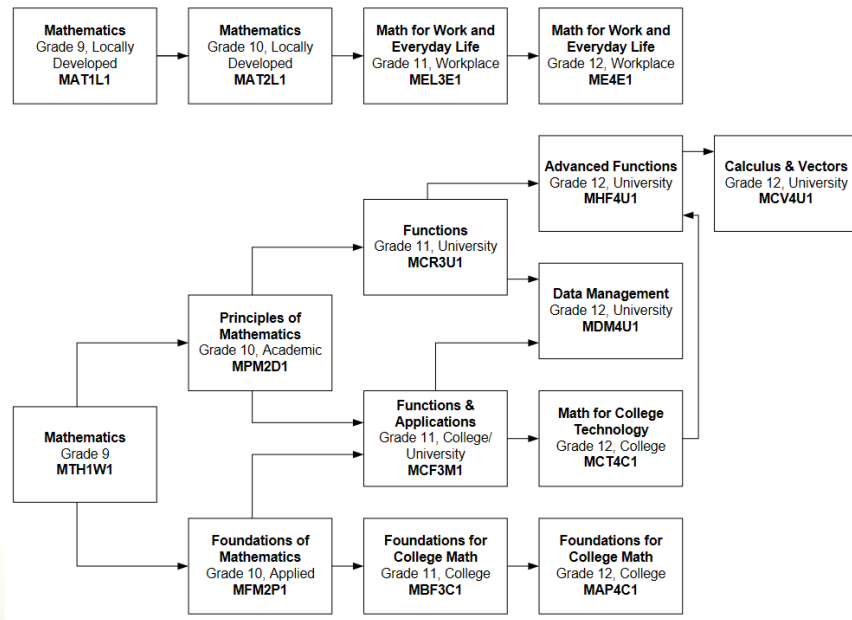 Mathematics
Grade 9, Locally
Developed
MAT1L1
Mathematics
Grade 10, Locally
Developed
MAT2L1
Math for Work and
Everyday Life
Grade 11, Workplace
MEL3E1
Math for Work and
Everyday Life
Grade 12, Workplace
ME4E1
Advanced Functions
Grade 12, University
MHF4U1
Calculus & Vectors
Grade 12, University
MCV4U1
Functions
Grade 11, University
MCR3U1
Data Management
Grade 12, University
MDM4U1
Principles of
Mathematics
Grade 10, Academic
MPM2D1
Functions &
Applications
Grade 11, College/
University
MCF3M1
Math for College
Technology
Grade 12, College
MCT4C1
Mathematics
Grade 9
MTH1W1
Foundations of
Mathematics
Grade 10, Applied
MFM2P1
Foundations for
College Math
Grade 11, College
MBF3C1
Foundations for
College Math
Grade 12, College
MAP4C1